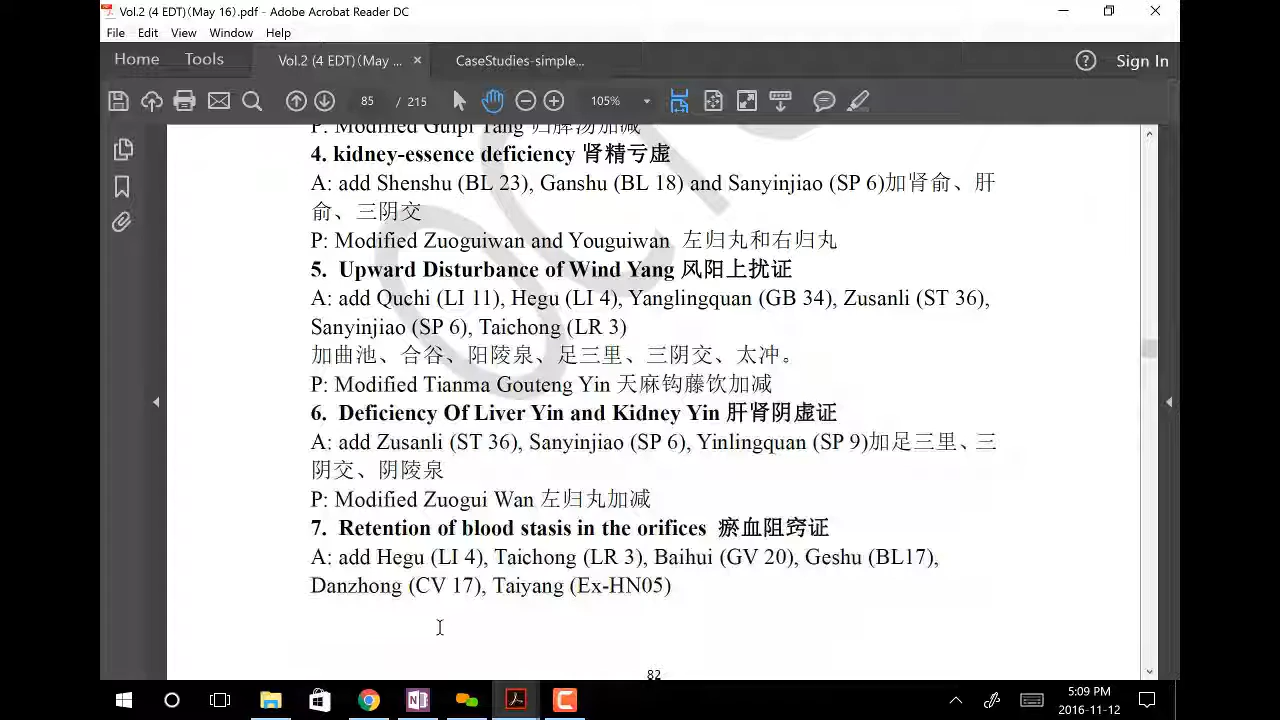 Vol.2 (4 EDT)(May 16).pdf - Adobe Acrobat Reader DC
File Edit View Window Help
Home Tools Vol.2 (4 EDT)(May ... × CaseStudies-simple... Sign In
85 / 215 105%
P: Modified Guipi Tang 归脾汤加减
4. kidney-essence deficiency 肾精亏虚
A: add Shenshu (BL 23), Ganshu (BL 18) and Sanyinjiao (SP 6)加肾俞、肝
俞、三阴交
P: Modified Zuoguiwan and Youguiwan 左归丸和右归丸
5. Upward Disturbance of Wind Yang 风阳上扰证
A: add Quchi (LI 11), Hegu (LI 4), Yanglingquan (GB 34), Zusanli (ST 36),
Sanyinjiao (SP 6), Taichong (LR 3)
加曲池、合谷、阳陵泉、足三里、三阴交、太冲。
P: Modified Tianma Gouteng Yin 天麻钩藤饮加减
6. Deficiency Of Liver Yin and Kidney Yin 肝肾阴虚证
A: add Zusanli (ST 36), Sanyinjiao (SP 6), Yinlingquan (SP 9)加足三里、三
阴交、阴陵泉
P: Modified Zuogui Wan 左归丸加减
7. Retention of blood stasis in the orifices 瘀血阻窍证
A: add Hegu (LI 4), Taichong (LR 3), Baihui (GV 20), Geshu (BL17),
Danzhong (CV 17), Taiyang (Ex-HN05)
82
5:09 PM
2016-11-12